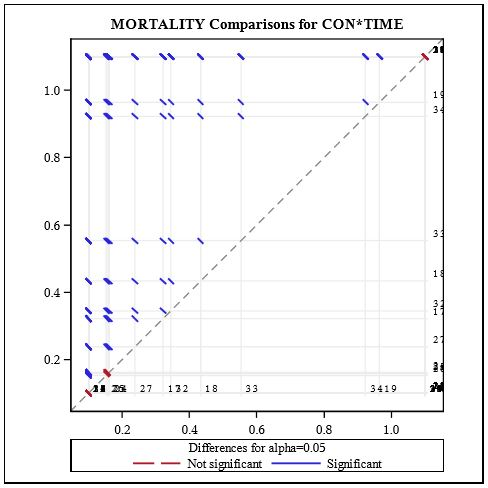 MORTALITY Comparisons for CON*TIME
1.0
19
34
0.8
0.6
33
18
0.4
32
17
27
0.2
27 18 33 34 19
0.2 0.4 0.6 0.8 1.0
Differences for alpha=0.05
Not significant Significant